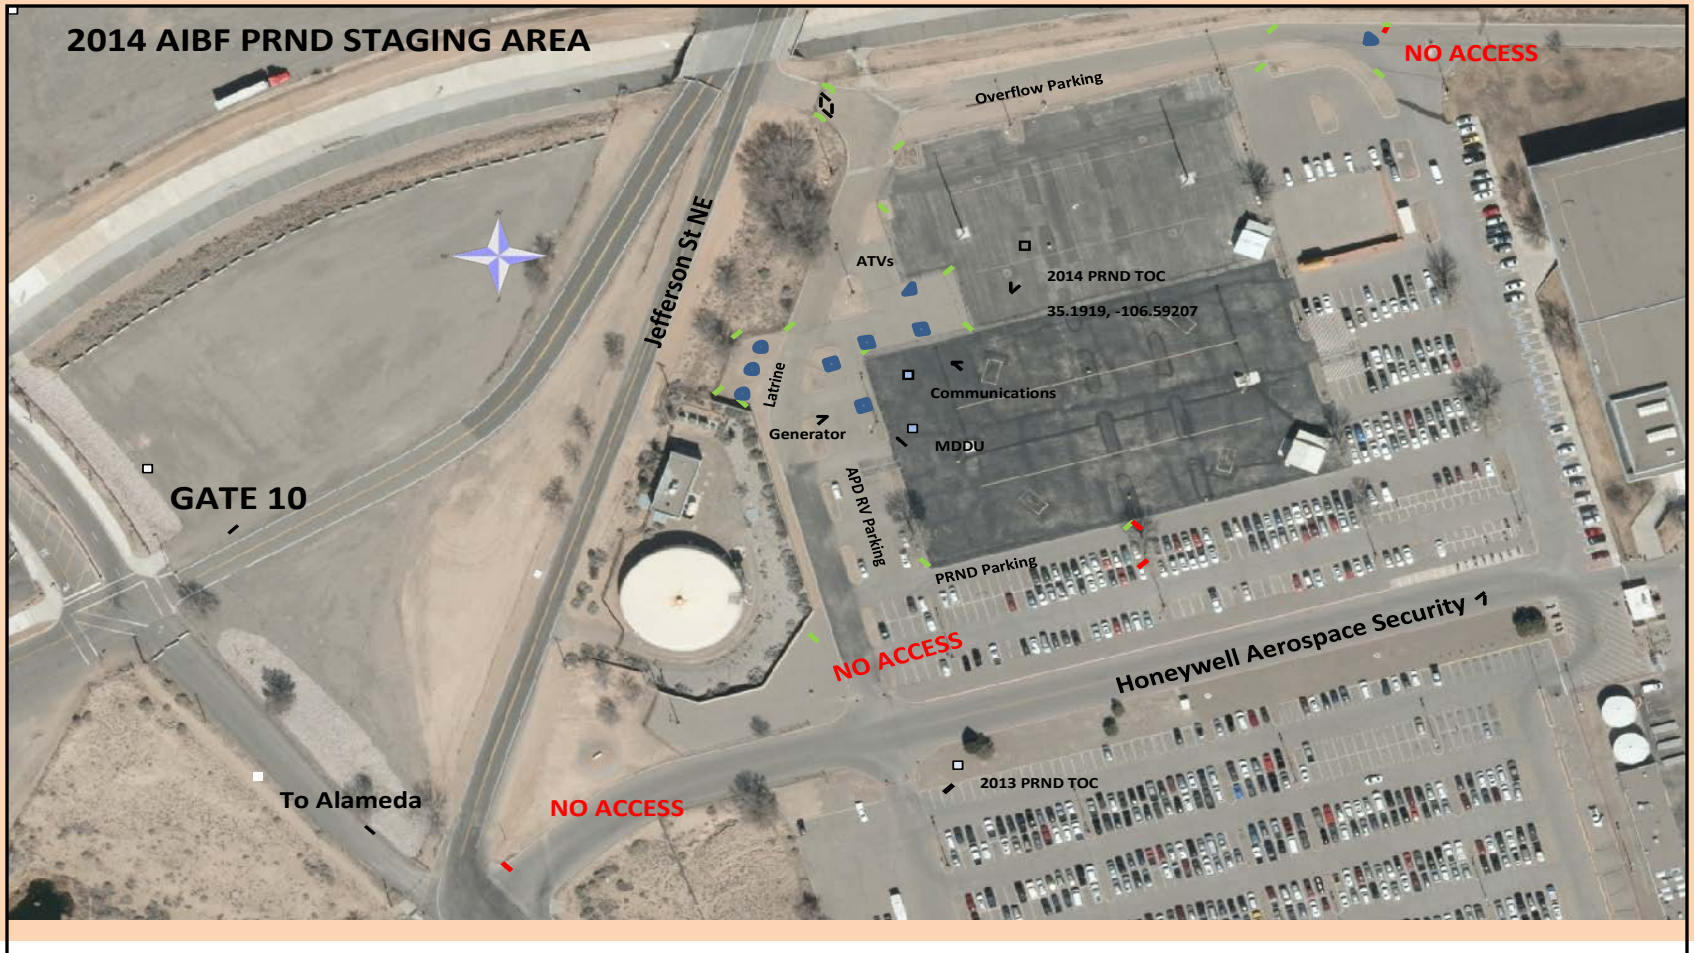 2014 AIBF PRND STAGING AREA
NO ACCESS
Overflow Parking
Jefferson St NE
ATVs
2014 PRND TOC
35.1919, -106.59207
Latrine
Communications
Generator
MDDU
GATE 10
APD RV Parking
PRND Parking
NO ACCESS
Honeywell Aerospace Security
2013 PRND TOC
To Alameda
NO ACCESS